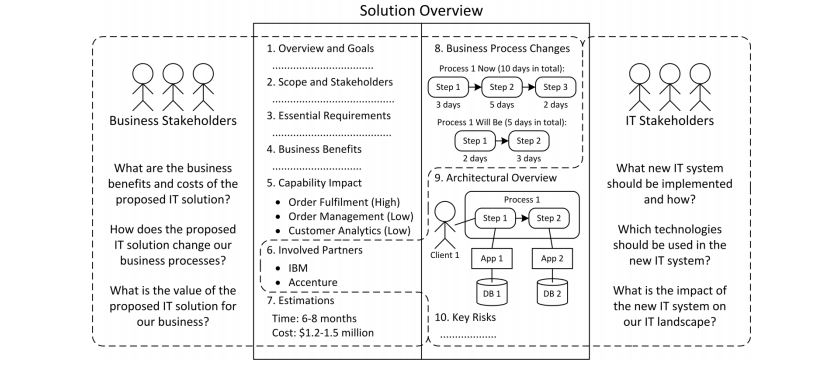 Solution Overview
Business Stakeholders
What are the business
benefits and costs of the
proposed IT solution?
How does the proposed
IT solution change our
business processes?
What is the value of the
proposed IT solution for
our business?
1. Overview and Goals
2. Scope and Stakeholders
3. Essential Requirements
4. Business Benefits
5. Capability Impact
• Order Fulfilment (High)
• Order Management (Low)
• Customer Analytics (Low)
6. Involved Partners
• IBM
• Accenture
7. Estimations
Time: 6-8 months
Cost: $1.2-1.5 million
8. Business Process Changes
Process 1 Now (10 days in total):
Step 1 Step 2 Step 3
3 days 5 days 2 days
Process 1 Will Be (5 days in total):
Step 1 Step 2
2 days 3 days
9. Architectural Overview
Process 1
Step 1 Step 2
Client 1
App 1 App 2
DB 1 DB 2
10. Key Risks
IT Stakeholders
What new IT system
should be implemented
and how?
Which technologies
should be used in the
new IT system?
What is the impact of
the new IT system on
our IT landscape?